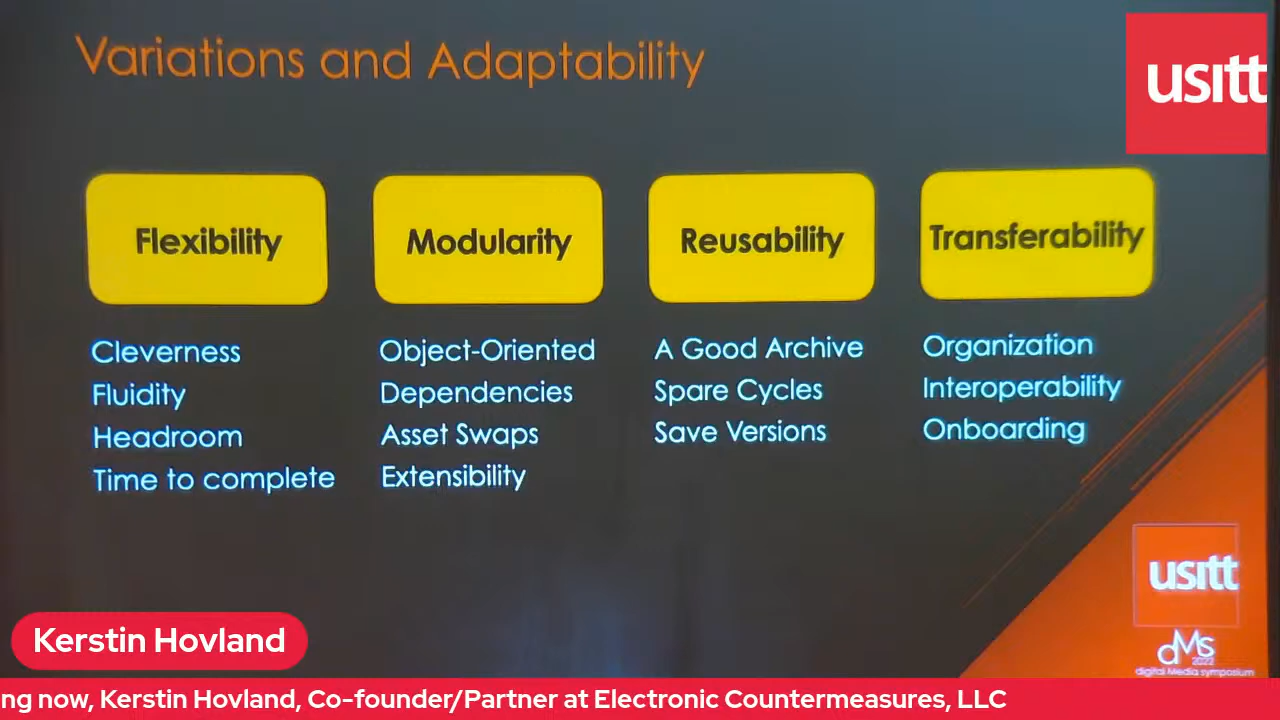 Variations and Adaptability
usitt
Flexibility
Modularity
Reusability
Transferability
Cleverness
Fluidity
Headroom
Time to complete
Object-Oriented
Dependencies
Asset Swaps
Extensibility
A Good Archive
Spare Cycles
Save Versions
Organization
Interoperability
Onboarding
usitt
dMs
2022
digital Media symposium
Kerstin Hovland
ng now, Kerstin Hovland, Co-founder/Partner at Electronic Countermeasures, LLC